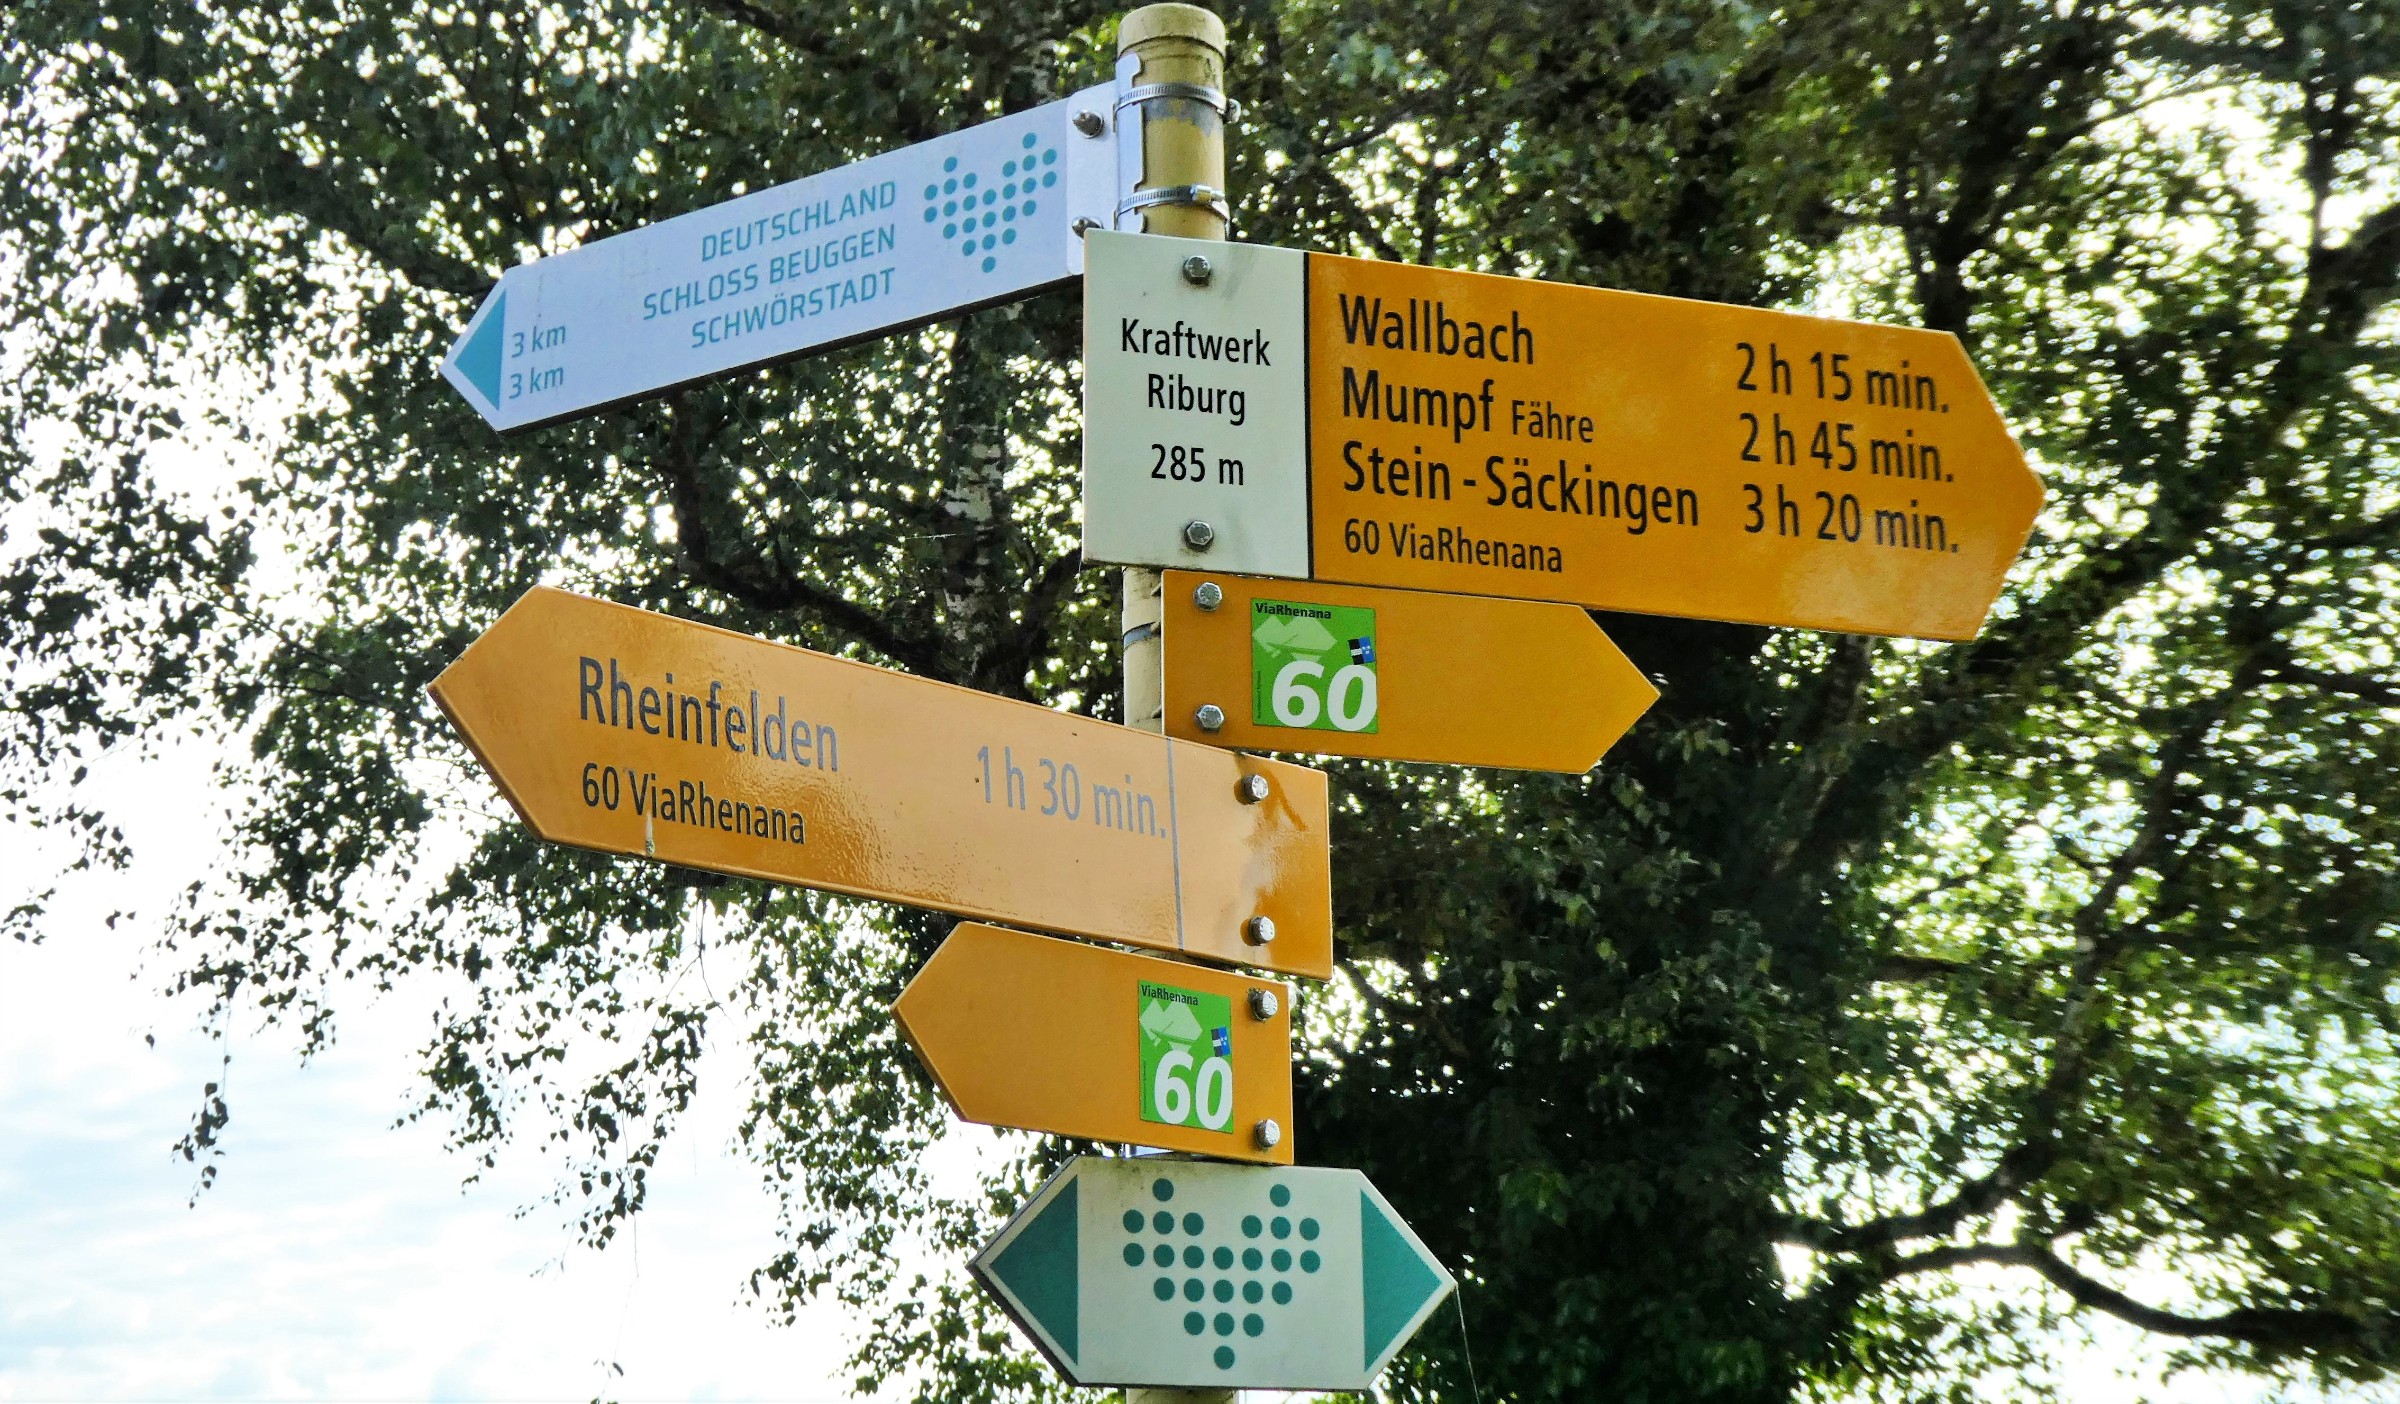 DEUTSCHLAND
3 km SCHLOSS BEUGGEN
3 km SCHWÖRSTADT
Kraftwerk
Riburg
285 m
Wallbach 2 h 15 min.
Mumpf Fähre 2 h 45 min.
Stein - Säckingen 3 h 20 min.
60 ViaRhenana
ViaRhenana
60
Rheinfelden 1 h 30 min.
60 ViaRhenana
ViaRhenana
60